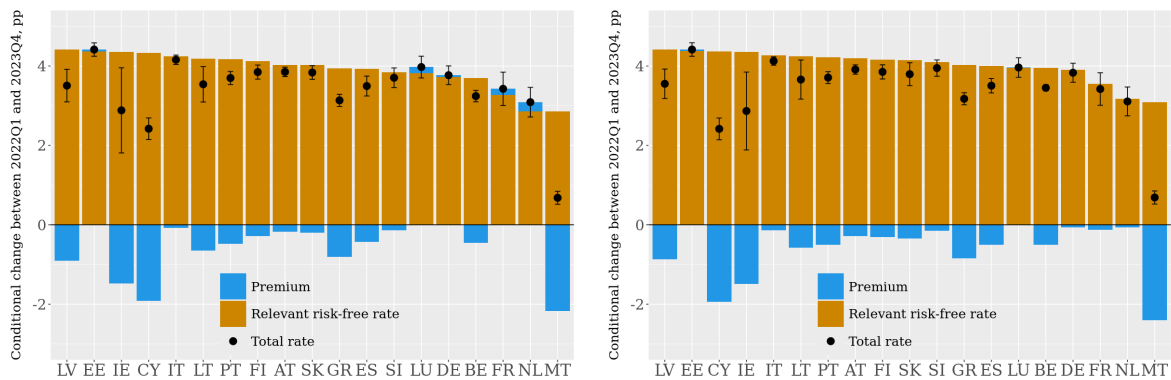 Conditional change between 2022Q1 and 2023Q4, pp
4
2
0
-2
Premium
Relevant risk-free rate
Total rate
LV EE IE CY IT LT PT FI AT SK GR ES SI LU DE BE FR NL MT
Conditional change between 2022Q1 and 2023Q4, pp
4
2
0
-2
Premium
Relevant risk-free rate
Total rate
LV EE CY IE IT LT PT AT FI SK SI GR ES LU BE DE FR NL MT